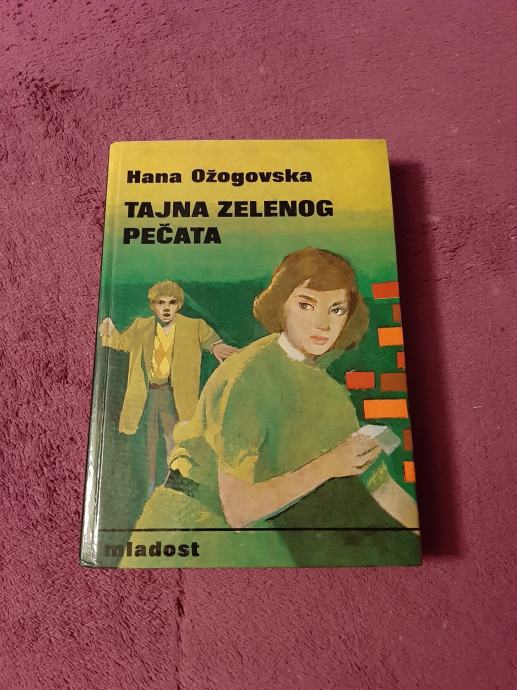 Hana Ožogovska
TAJNA ZELENOG
PEČATA
mladost